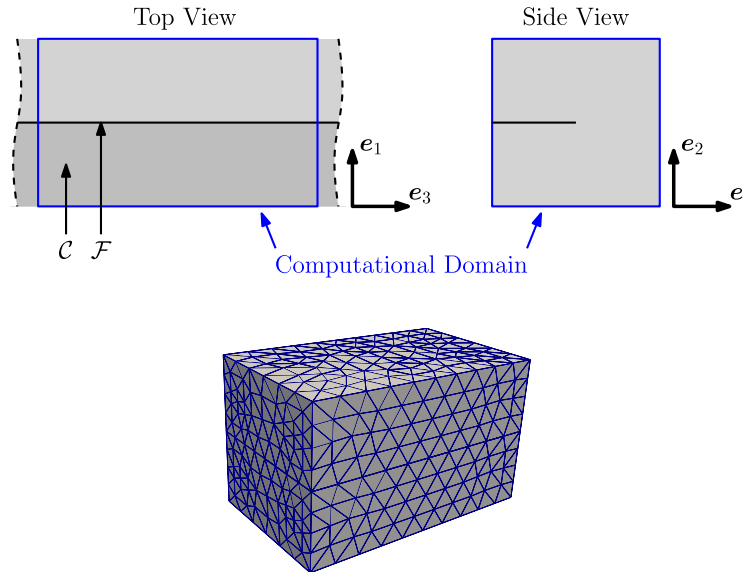 Top View
Side View
e₁
e₂
e₃
e
C
F
Computational Domain